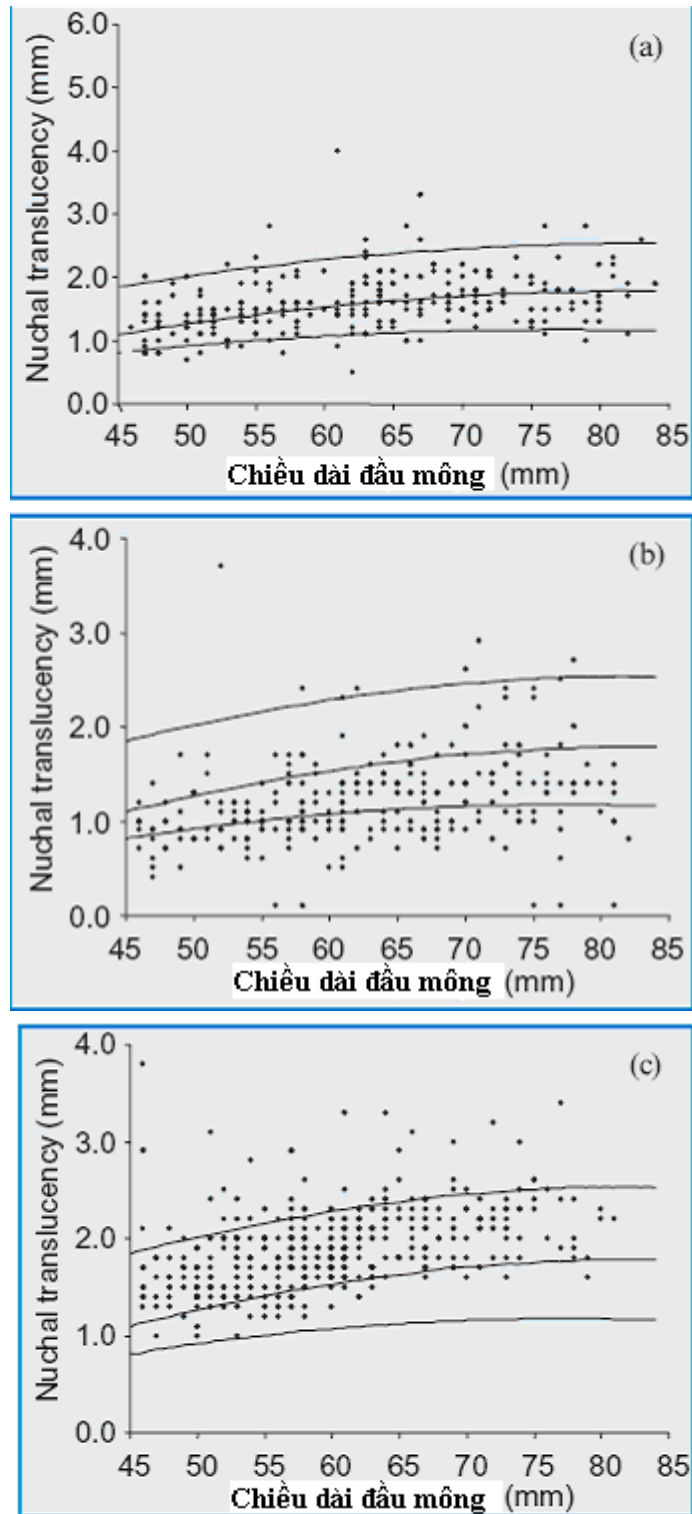 (a)
Nuchal translucency (mm)
6.0
5.0
4.0
3.0
2.0
1.0
0.0
45 50 55 60 65 70 75 80 85
Chiều dài đầu mông (mm)
(b)
Nuchal translucency (mm)
4.0
3.0
2.0
1.0
0.0
45 50 55 60 65 70 75 80 85
Chiều dài đầu mông (mm)
(c)
Nuchal translucency (mm)
4.0
3.0
2.0
1.0
0.0
45 50 55 60 65 70 75 80 85
Chiều dài đầu mông (mm)